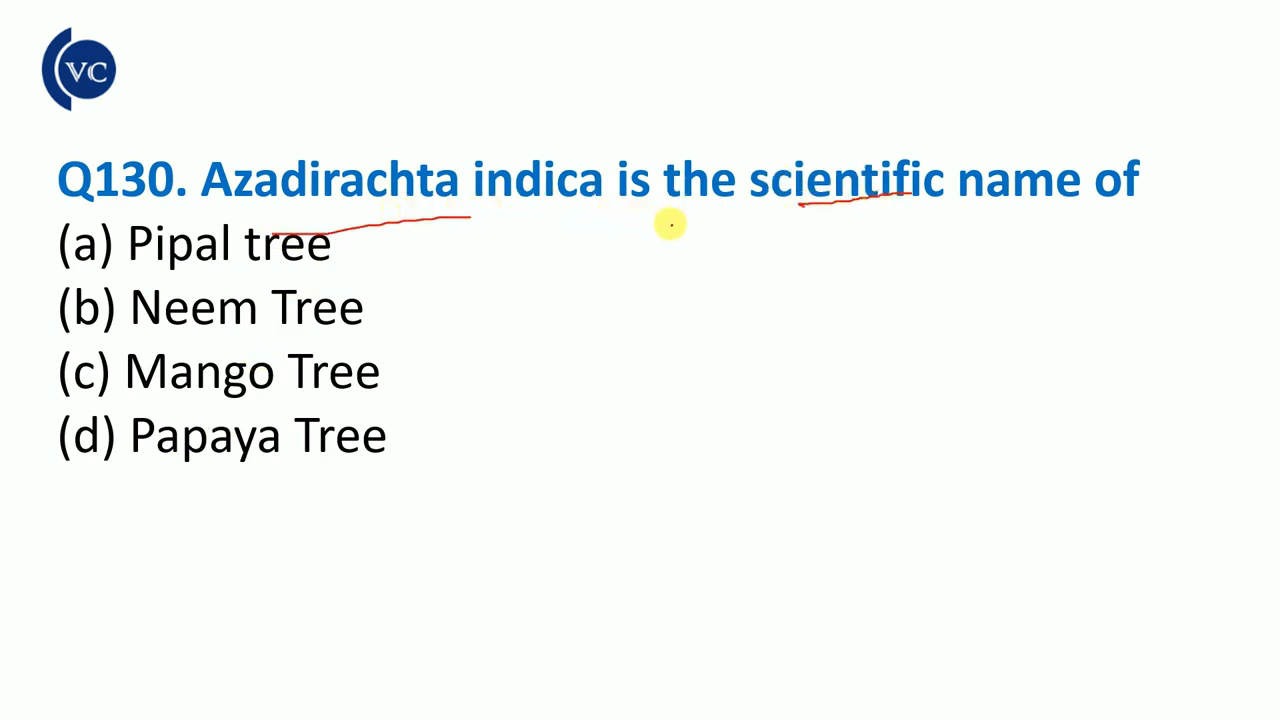 VC
Q130. Azadirachta indica is the scientific name of
(a) Pipal tree
(b) Neem Tree
(c) Mango Tree
(d) Papaya Tree